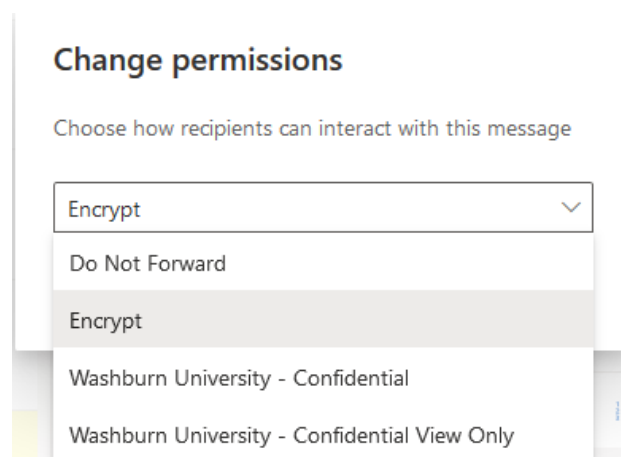 Change permissions
Choose how recipients can interact with this message
Encrypt
Do Not Forward
Encrypt
Washburn University - Confidential
Washburn University - Confidential View Only